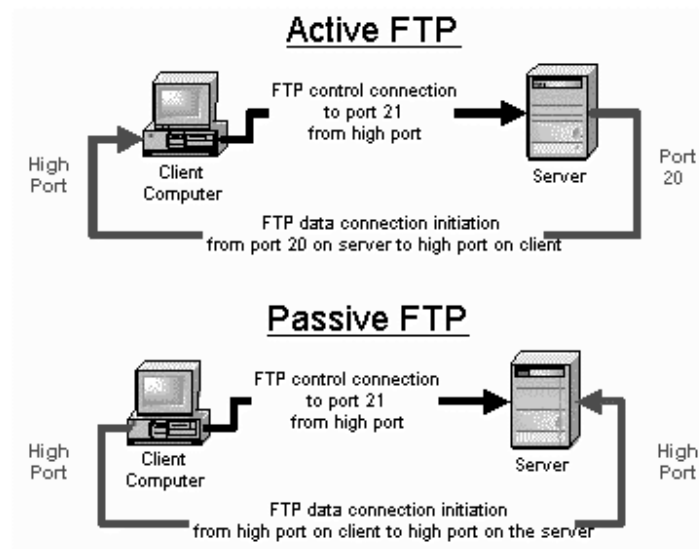 Active FTP
FTP control connection
to port 21
from high port
High
Port
Client
Computer
Server
Port
20
FTP data connection initiation
from port 20 on server to high port on client
Passive FTP
FTP control connection
to port 21
from high port
High
Port
Client
Computer
Server
High
Port
FTP data connection initiation
from high port on client to high port on the server